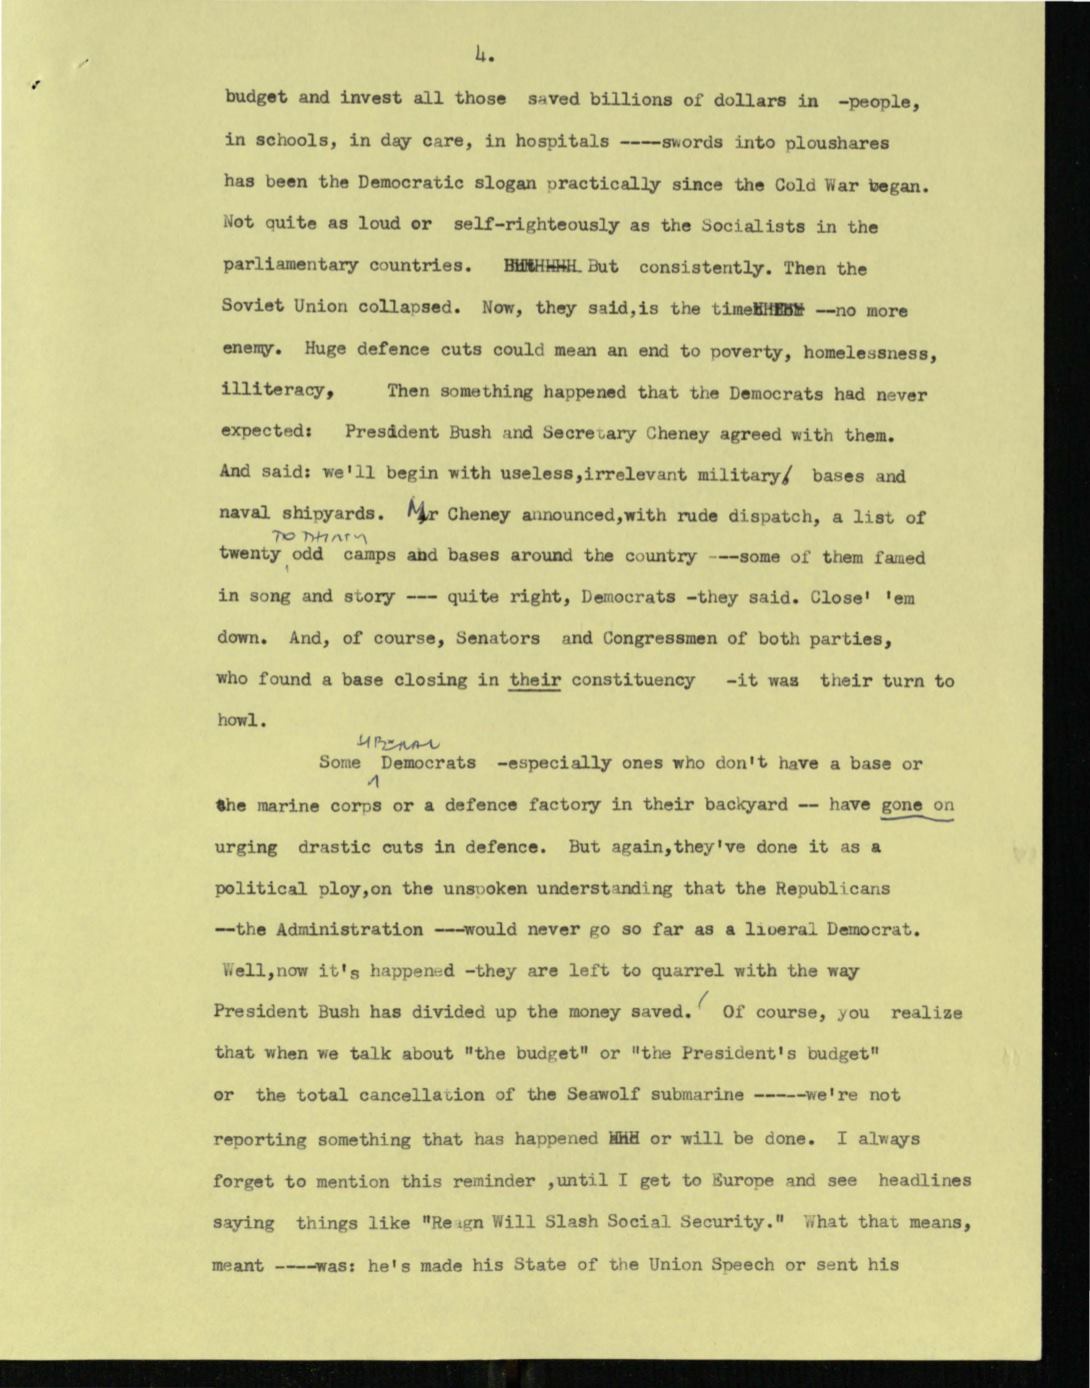 4.
budget and invest all those saved billions of dollars in -people,
in schools, in day care, in hospitals ----swords into ploushares
has been the Democratic slogan practically since the Cold War began.
Not quite as loud or self-righteously as the Socialists in the
parliamentary countries. But consistently. Then the
Soviet Union collapsed. Now, they said,is the time --no more
enemy. Huge defence cuts could mean an end to poverty, homelessness,
illiteracy, Then something happened that the Democrats had never
expected: President Bush and Secretary Cheney agreed with them.
And said: we'll begin with useless,irrelevant military/ bases and
naval shipyards. Mr Cheney announced,with rude dispatch, a list of
TO THIRTY
twenty odd camps and bases around the country ---some of them famed
in song and story --- quite right, Democrats -they said. Close' 'em
down. And, of course, Senators and Congressmen of both parties,
who found a base closing in their constituency -it was their turn to
howl.
LIBERAL
Some Democrats -especially ones who don't have a base or
the marine corps or a defence factory in their backyard -- have gone on
urging drastic cuts in defence. But again,they've done it as a
political ploy,on the unspoken understanding that the Republicans
--the Administration ---would never go so far as a liberal Democrat.
Well,now it's happened -they are left to quarrel with the way
President Bush has divided up the money saved. Of course, you realize
that when we talk about "the budget" or "the President's budget"
or the total cancellation of the Seawolf submarine -----we're not
reporting something that has happened or will be done. I always
forget to mention this reminder ,until I get to Europe and see headlines
saying things like "Reagn Will Slash Social Security." What that means,
meant ----was: he's made his State of the Union Speech or sent his